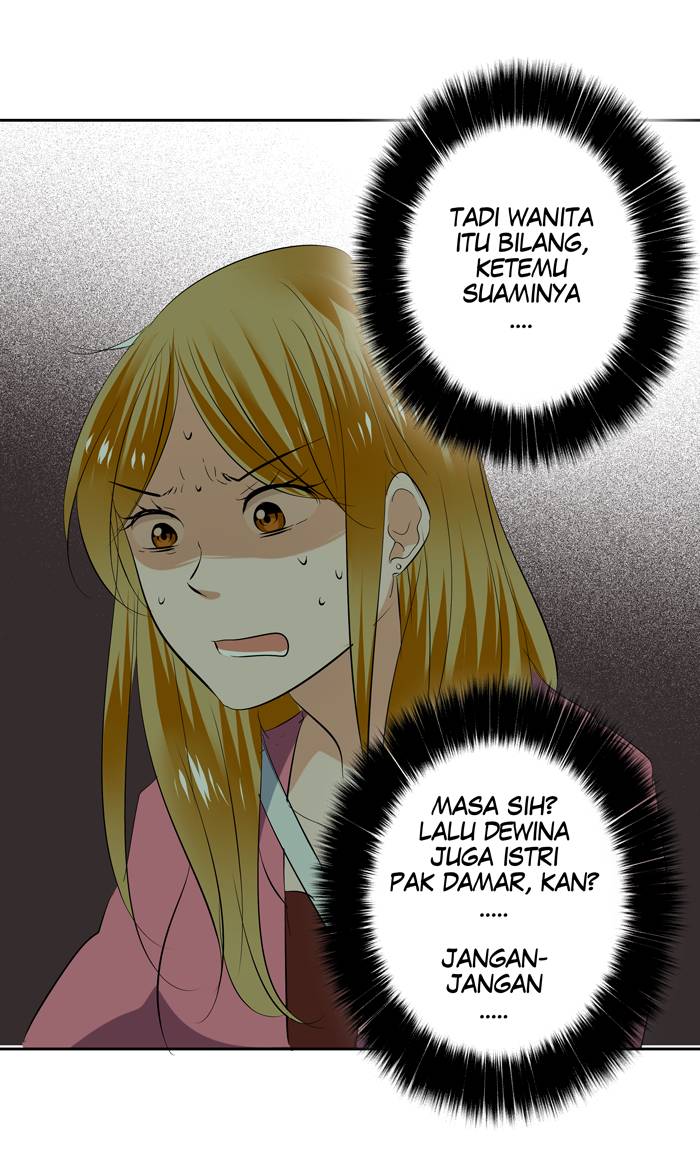 TADI WANITA
ITU BILANG,
KETEMU
SUAMINYA
....
MASA SIH?
LALU DEWINA
JUGA ISTRI
PAK DAMAR, KAN?
.....
JANGAN-
JANGAN
.....